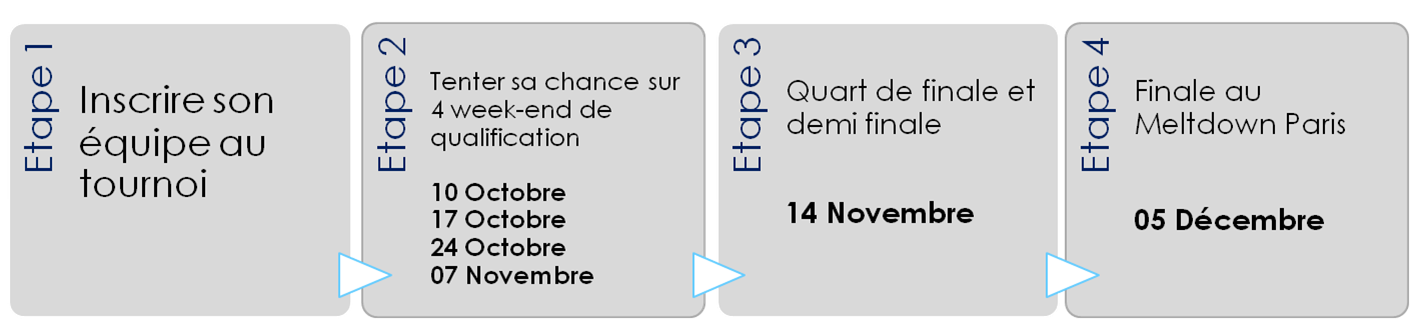 Etape 1
Inscrire son
équipe au
tournoi
Etape 2
Tenter sa chance sur
4 week-end de
qualification
10 Octobre
17 Octobre
24 Octobre
07 Novembre
Etape 3
Quart de finale et
demi finale
14 Novembre
Etape 4
Finale au
Meltdown Paris
05 Décembre